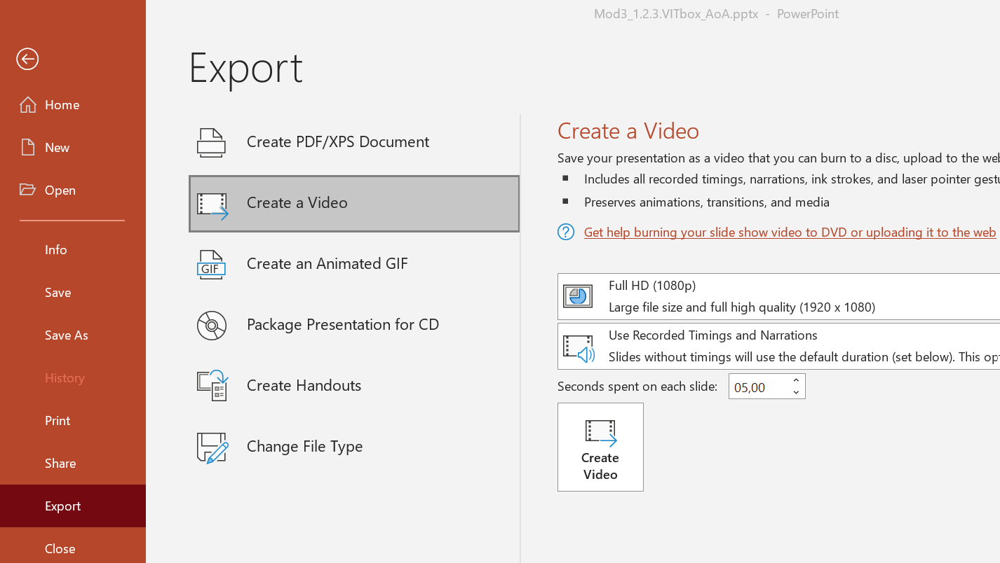 Mod3_1.2.3.VITbox_AoA.pptx - PowerPoint
Home
New
Open
Info
Save
Save As
History
Print
Share
Export
Close
Export
Create PDF/XPS Document
Create a Video
Create an Animated GIF
GIF
Package Presentation for CD
Create Handouts
Change File Type
Create a Video
Save your presentation as a video that you can burn to a disc, upload to the
Includes all recorded timings, narrations, ink strokes, and laser pointer
Preserves animations, transitions, and media
Get help burning your slide show video to DVD or uploading it to the web
Full HD (1080p)
Large file size and full high quality (1920 x 1080)
Use Recorded Timings and Narrations
Slides without timings will use the default duration (set below). This
Seconds spent on each slide: 05,00
Create
Video